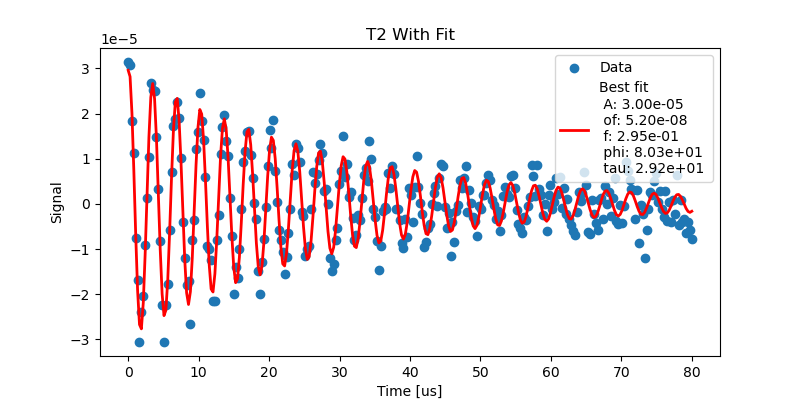 T2 With Fit
1e−5
Data
Best fit
A: 3.00e-05
of: 5.20e-08
f: 2.95e-01
phi: 8.03e+01
tau: 2.92e+01
3
2
1
0
−1
−2
−3
Signal
0 10 20 30 40 50 60 70 80
Time [us]